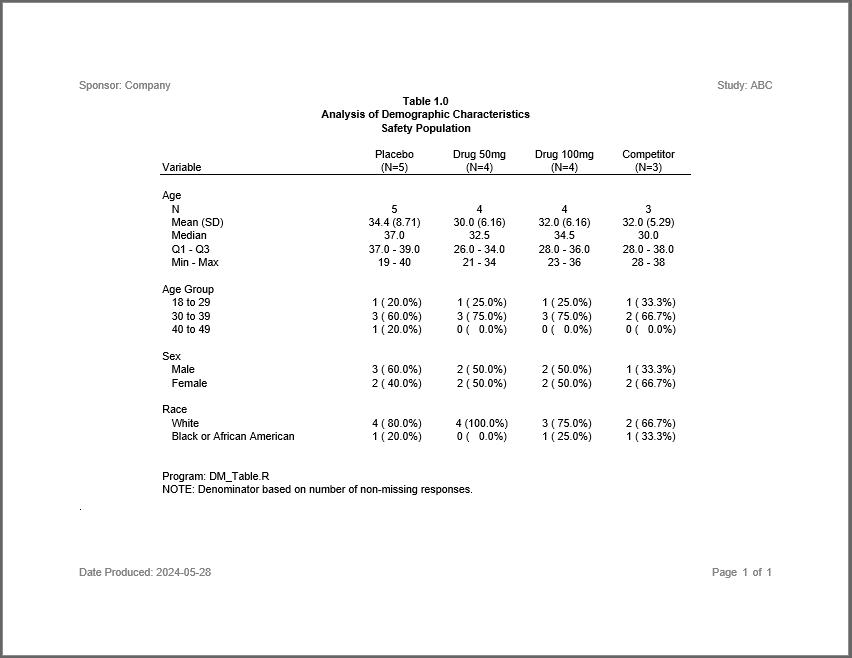 Sponsor: Company Study: ABC
Table 1.0
Analysis of Demographic Characteristics
Safety Population
Placebo Drug 50mg Drug 100mg Competitor
Variable (N=5) (N=4) (N=4) (N=3)
Age
N 5 4 4 3
Mean (SD) 34.4 (8.71) 30.0 (6.16) 32.0 (6.16) 32.0 (5.29)
Median 37.0 32.5 34.5 30.0
Q1 - Q3 37.0 - 39.0 26.0 - 34.0 28.0 - 36.0 28.0 - 38.0
Min - Max 19 - 40 21 - 34 23 - 36 28 - 38
Age Group
18 to 29 1 ( 20.0%) 1 ( 25.0%) 1 ( 25.0%) 1 ( 33.3%)
30 to 39 3 ( 60.0%) 3 ( 75.0%) 3 ( 75.0%) 2 ( 66.7%)
40 to 49 1 ( 20.0%) 0 ( 0.0%) 0 ( 0.0%) 0 ( 0.0%)
Sex
Male 3 ( 60.0%) 2 ( 50.0%) 2 ( 50.0%) 1 ( 33.3%)
Female 2 ( 40.0%) 2 ( 50.0%) 2 ( 50.0%) 2 ( 66.7%)
Race
White 4 ( 80.0%) 4 (100.0%) 3 ( 75.0%) 2 ( 66.7%)
Black or African American 1 ( 20.0%) 0 ( 0.0%) 1 ( 25.0%) 1 ( 33.3%)
Program: DM_Table.R
NOTE: Denominator based on number of non-missing responses.
.
Date Produced: 2024-05-28 Page 1 of 1